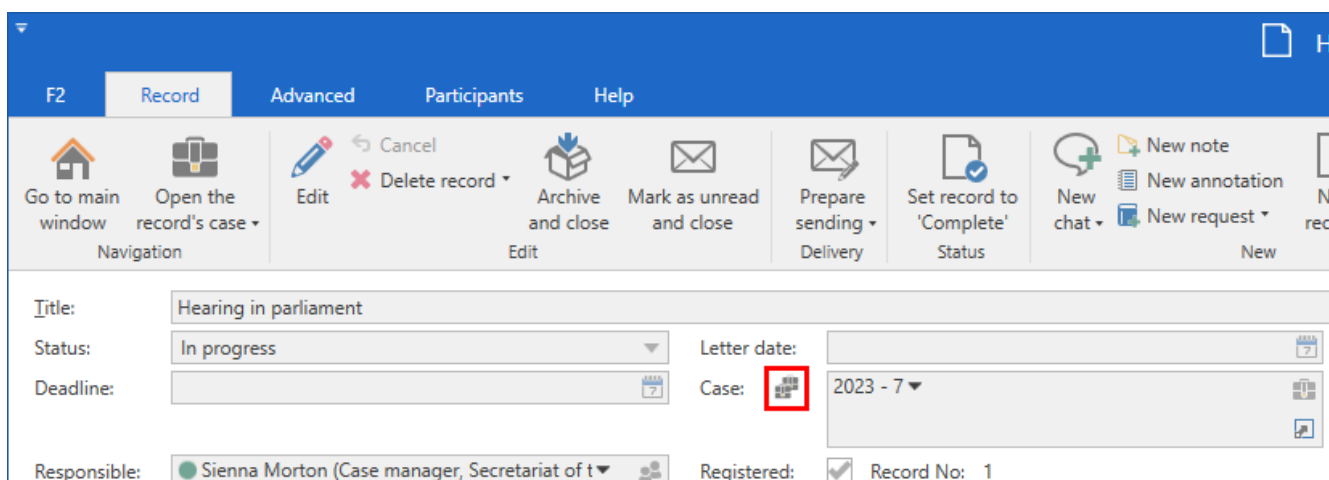 H
F2 Record Advanced Participants Help
Go to main window
Open the record's case
Navigation
Edit
Cancel
Delete record
Archive and close
Mark as unread and close
Edit
Prepare sending
Delivery
Set record to 'Complete'
Status
New chat
New note
New annotation
New request
New
Title: Hearing in parliament
Status: In progress
Letter date:
Deadline:
Case: 2023 - 7
Responsible: Sienna Morton (Case manager, Secretariat of t
Registered: Record No: 1